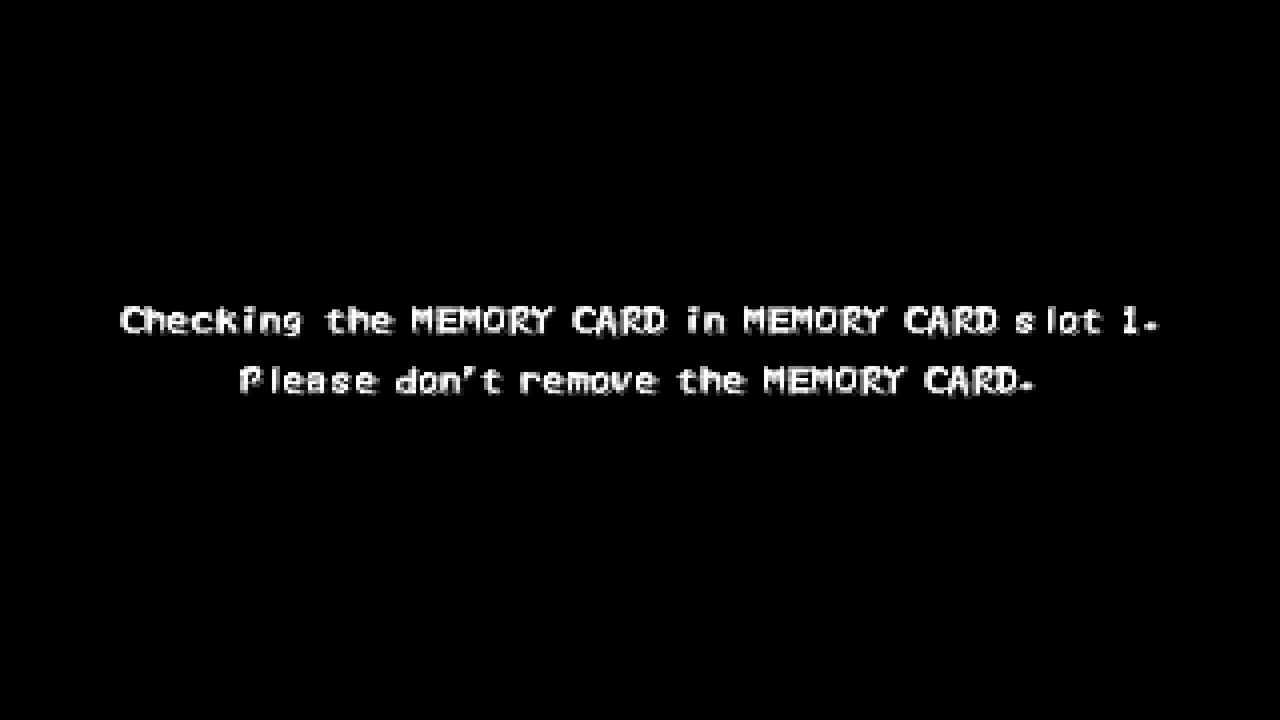 Checking the MEMORY CARD in MEMORY CARD slot 1.
Please don't remove the MEMORY CARD.